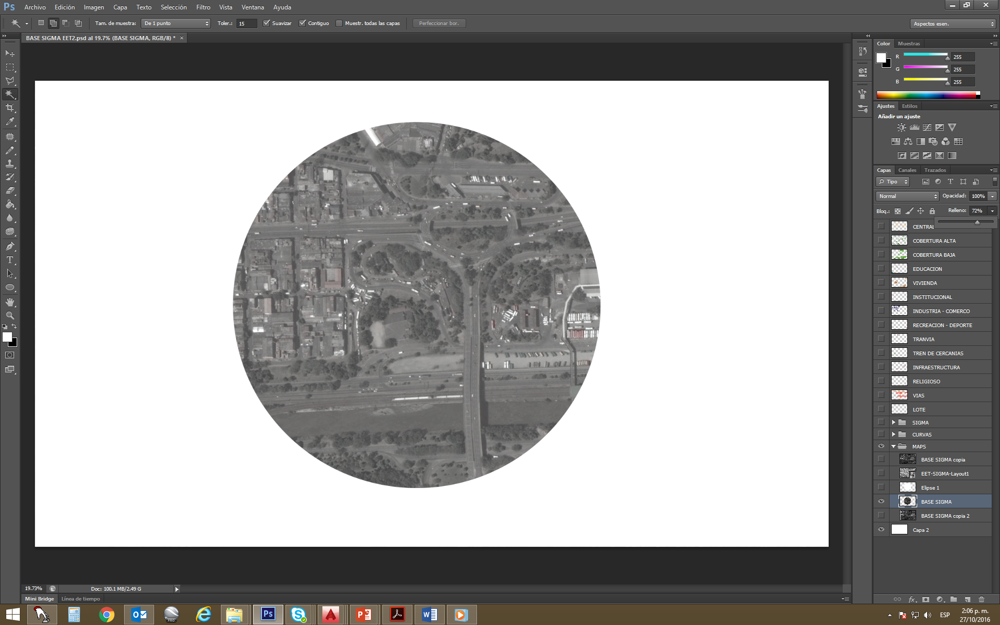 Ps Archivo Edición Imagen Capa Texto Selección Filtro Vista Ventana Ayuda
Tam. de muestra: De 1 punto Toler.: 15 Suavizar Contiguo Muestr. todas las capas Perfeccionar bor. Aspectos esen.
BASE SIGMA EET2.psd al 19.7% (BASE SIGMA, RGB/8) * ×
Color Muestras
R 255
G 255
B 255
Ajustes Estilos
Añadir un ajuste
Capas Canales Trazados
Tipo
Normal Opacidad: 100%
Bloq.: Relleno: 72%
CENTRAL
COBERTURA ALTA
COBERTURA BAJA
EDUCACION
VIVIENDA
INSTITUCIONAL
INDUSTRIA - COMERCO
RECREACION - DEPORTE
TRANVIA
TREN DE CERCANIAS
INFRAESTRUCTURA
RELIGIOSO
VIAS
LOTE
SIGMA
CURVAS
MAPS
BASE SIGMA copia
EET-SIGMA-Layout1
Elipse 1
BASE SIGMA
BASE SIGMA copia 2
Capa 2
19.73% Doc: 100.1 MB/2.49 G
Mini Bridge Línea de tiempo
PRO
Ps
ESP
2:06 p. m.
27/10/2016